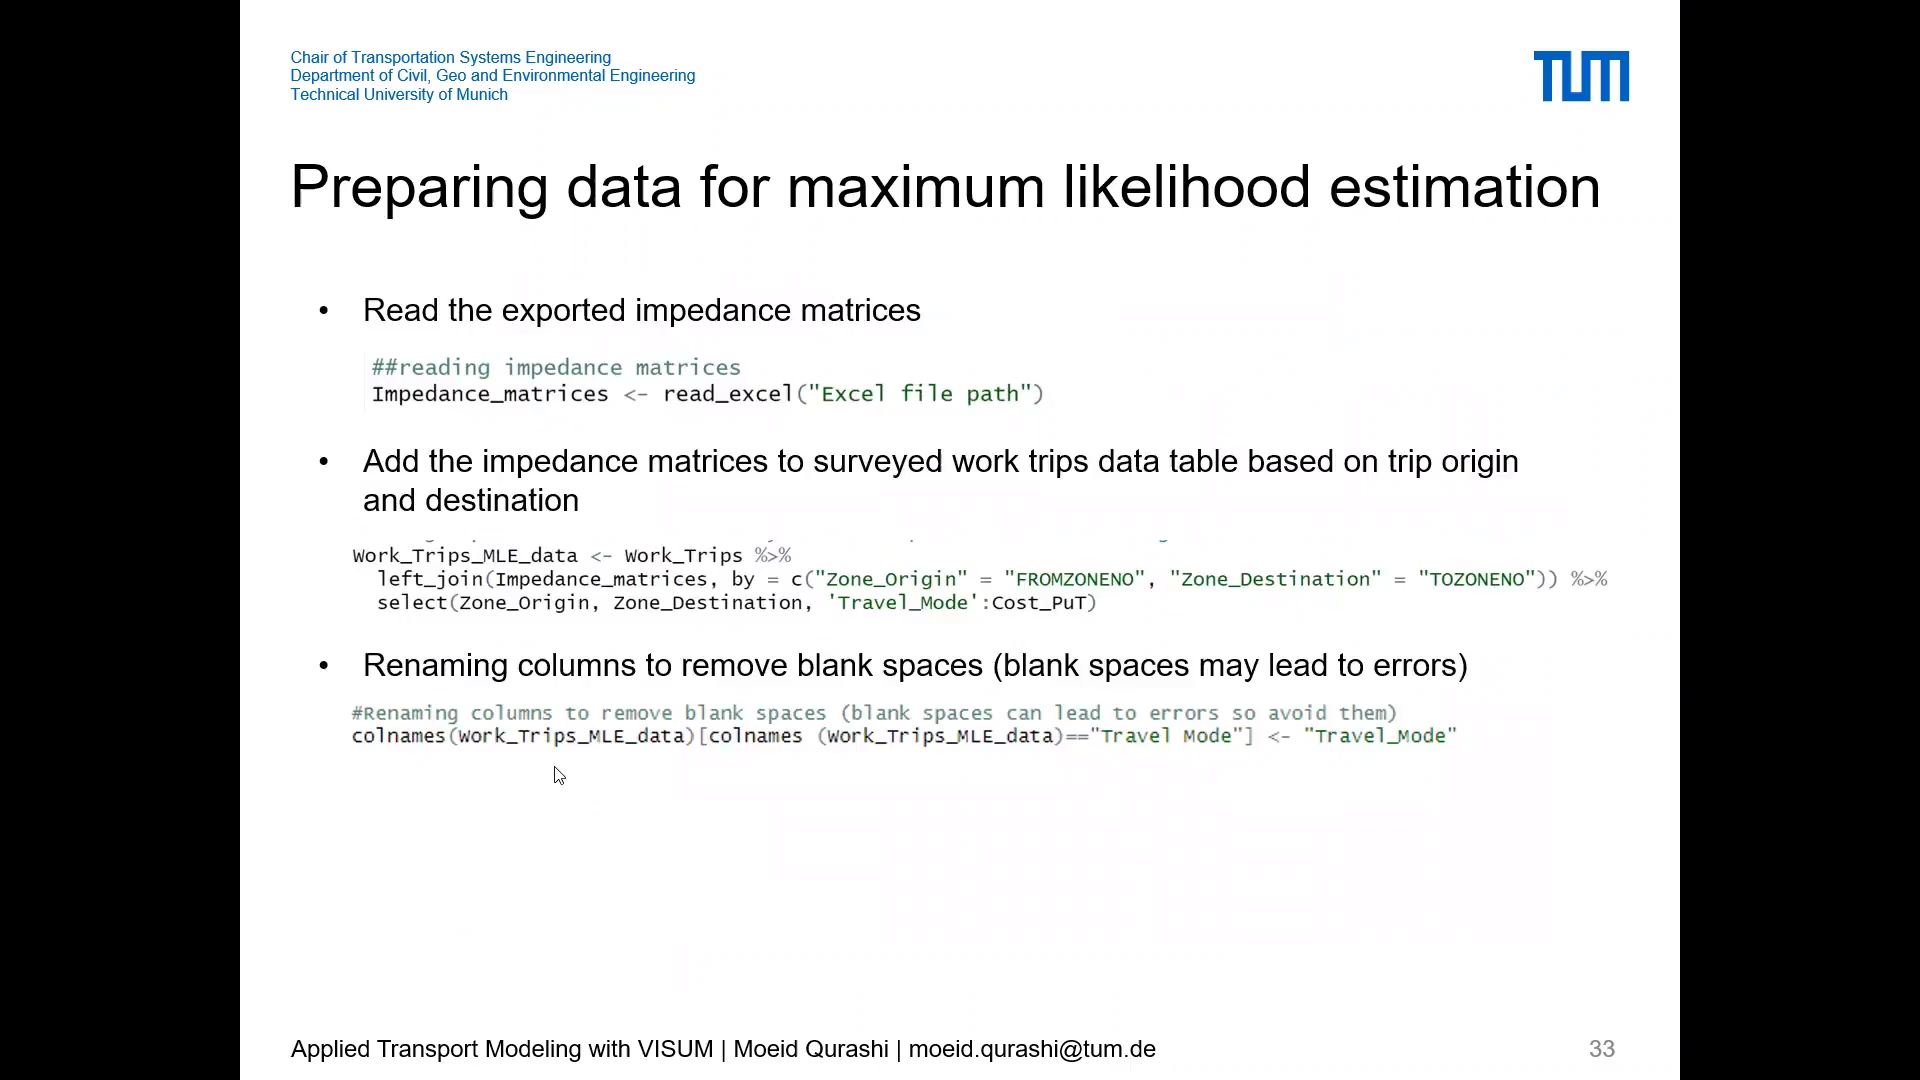 Chair of Transportation Systems Engineering
Department of Civil, Geo and Environmental Engineering
Technical University of Munich
TUM
Preparing data for maximum likelihood estimation
• Read the exported impedance matrices
##reading impedance matrices
Impedance_matrices <- read_excel("Excel file path")
• Add the impedance matrices to surveyed work trips data table based on trip origin
and destination
Work_Trips_MLE_data <- Work_Trips %>%
left_join(Impedance_matrices, by = c("Zone_Origin" = "FROMZONENO", "Zone_Destination" = "TOZONENO")) %>%
select(Zone_Origin, Zone_Destination, 'Travel_Mode':Cost_PuT)
• Renaming columns to remove blank spaces (blank spaces may lead to errors)
#Renaming columns to remove blank spaces (blank spaces can lead to errors so avoid them)
colnames(Work_Trips_MLE_data)[colnames (Work_Trips_MLE_data)=="Travel Mode"] <- "Travel_Mode"
Applied Transport Modeling with VISUM | Moeid Qurashi | moeid.qurashi@tum.de
33